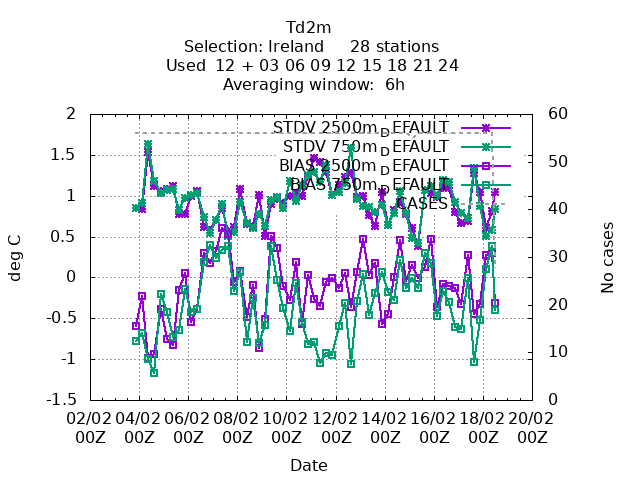 Td2m
Selection: Ireland     28 stations
Used  12 + 03 06 09 12 15 18 21 24
Averaging window:  6h
2
1.5
1
0.5
0
-0.5
-1
-1.5
deg C
60
50
40
30
20
10
0
No cases
STDV 2500m_DEFAULT
STDV 750m_DEFAULT
BIAS 2500m_DEFAULT
BIAS 750m_DEFAULT
CASES
02/02 04/02 06/02 08/02 10/02 12/02 14/02 16/02 18/02 20/02
00Z 00Z 00Z 00Z 00Z 00Z 00Z 00Z 00Z 00Z
Date